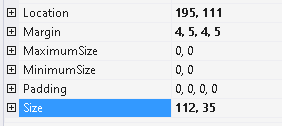 Location 195, 111
Margin 4, 5, 4, 5
MaximumSize 0, 0
MinimumSize 0, 0
Padding 0, 0, 0, 0
Size 112, 35